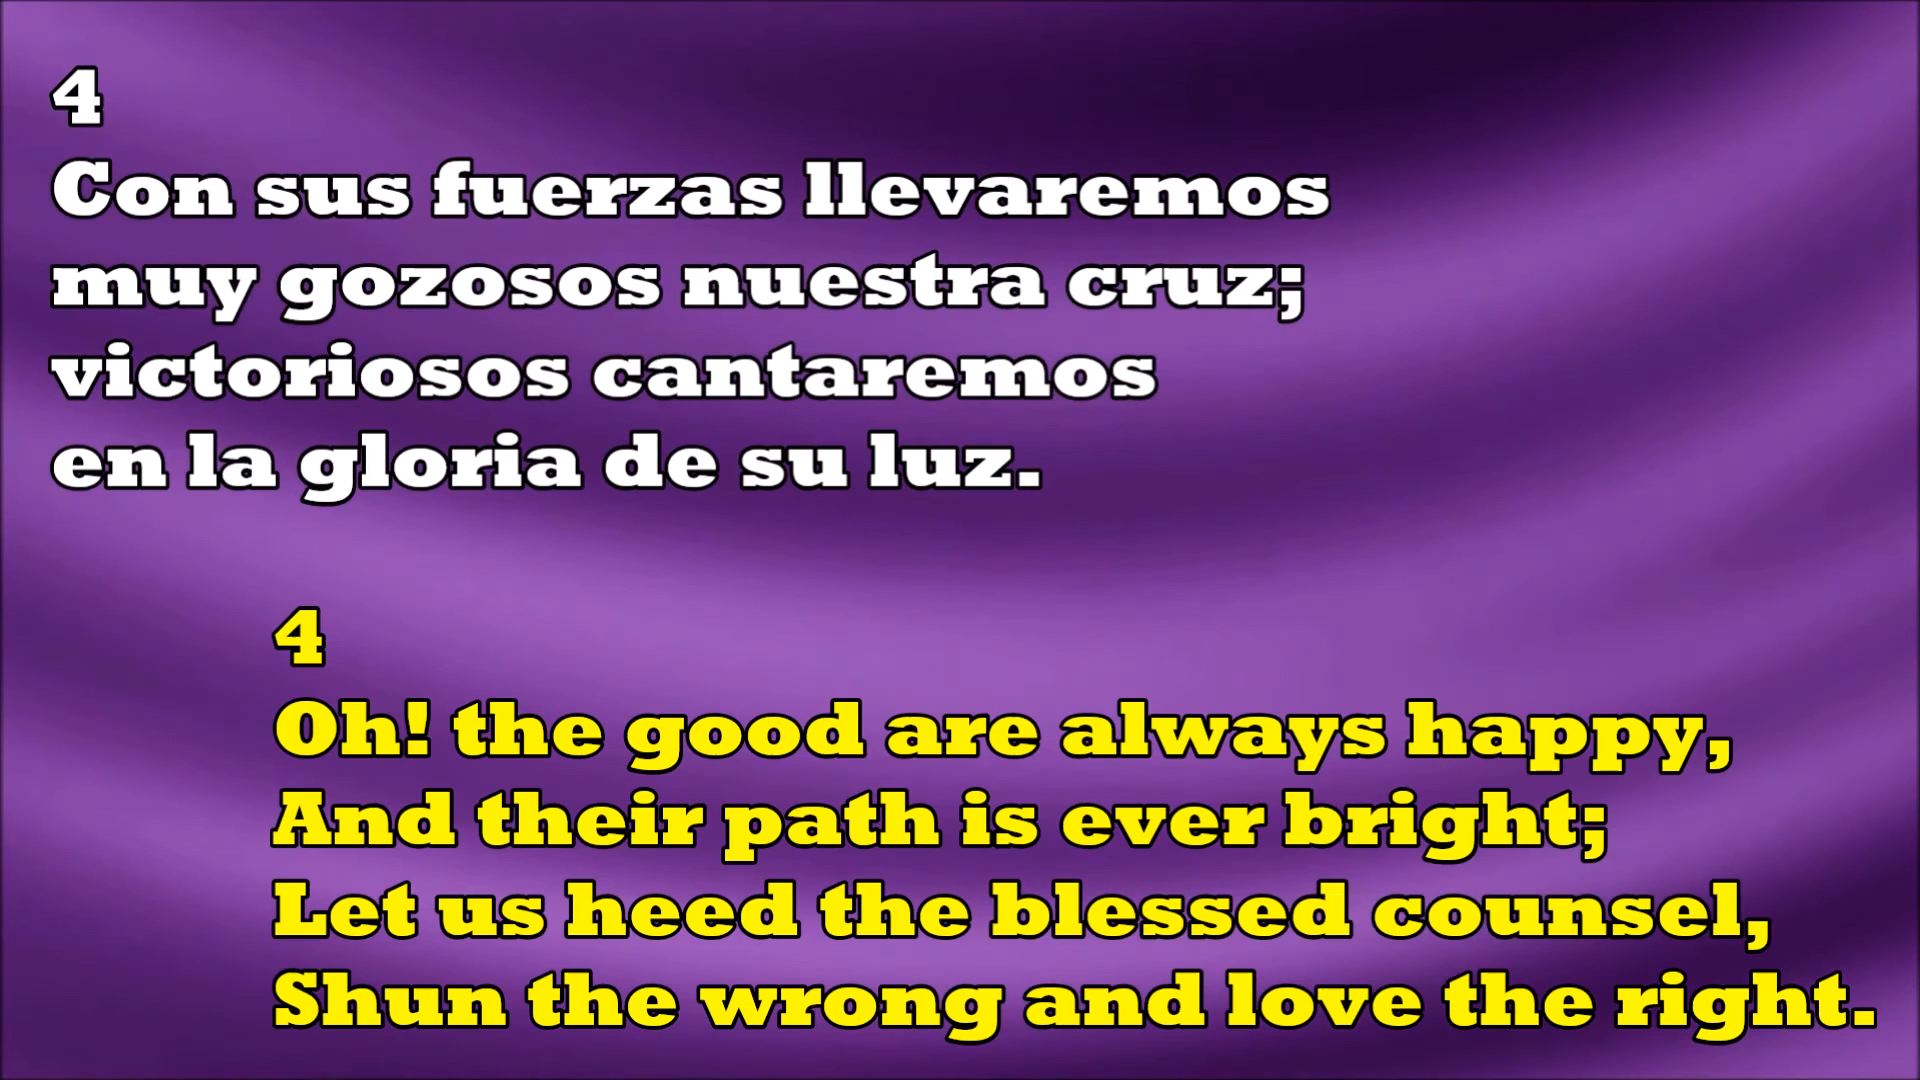 4
Con sus fuerzas llevaremos
muy gozosos nuestra cruz;
victoriosos cantaremos
en la gloria de su luz.
4
Oh! the good are always happy,
And their path is ever bright;
Let us heed the blessed counsel,
Shun the wrong and love the right.